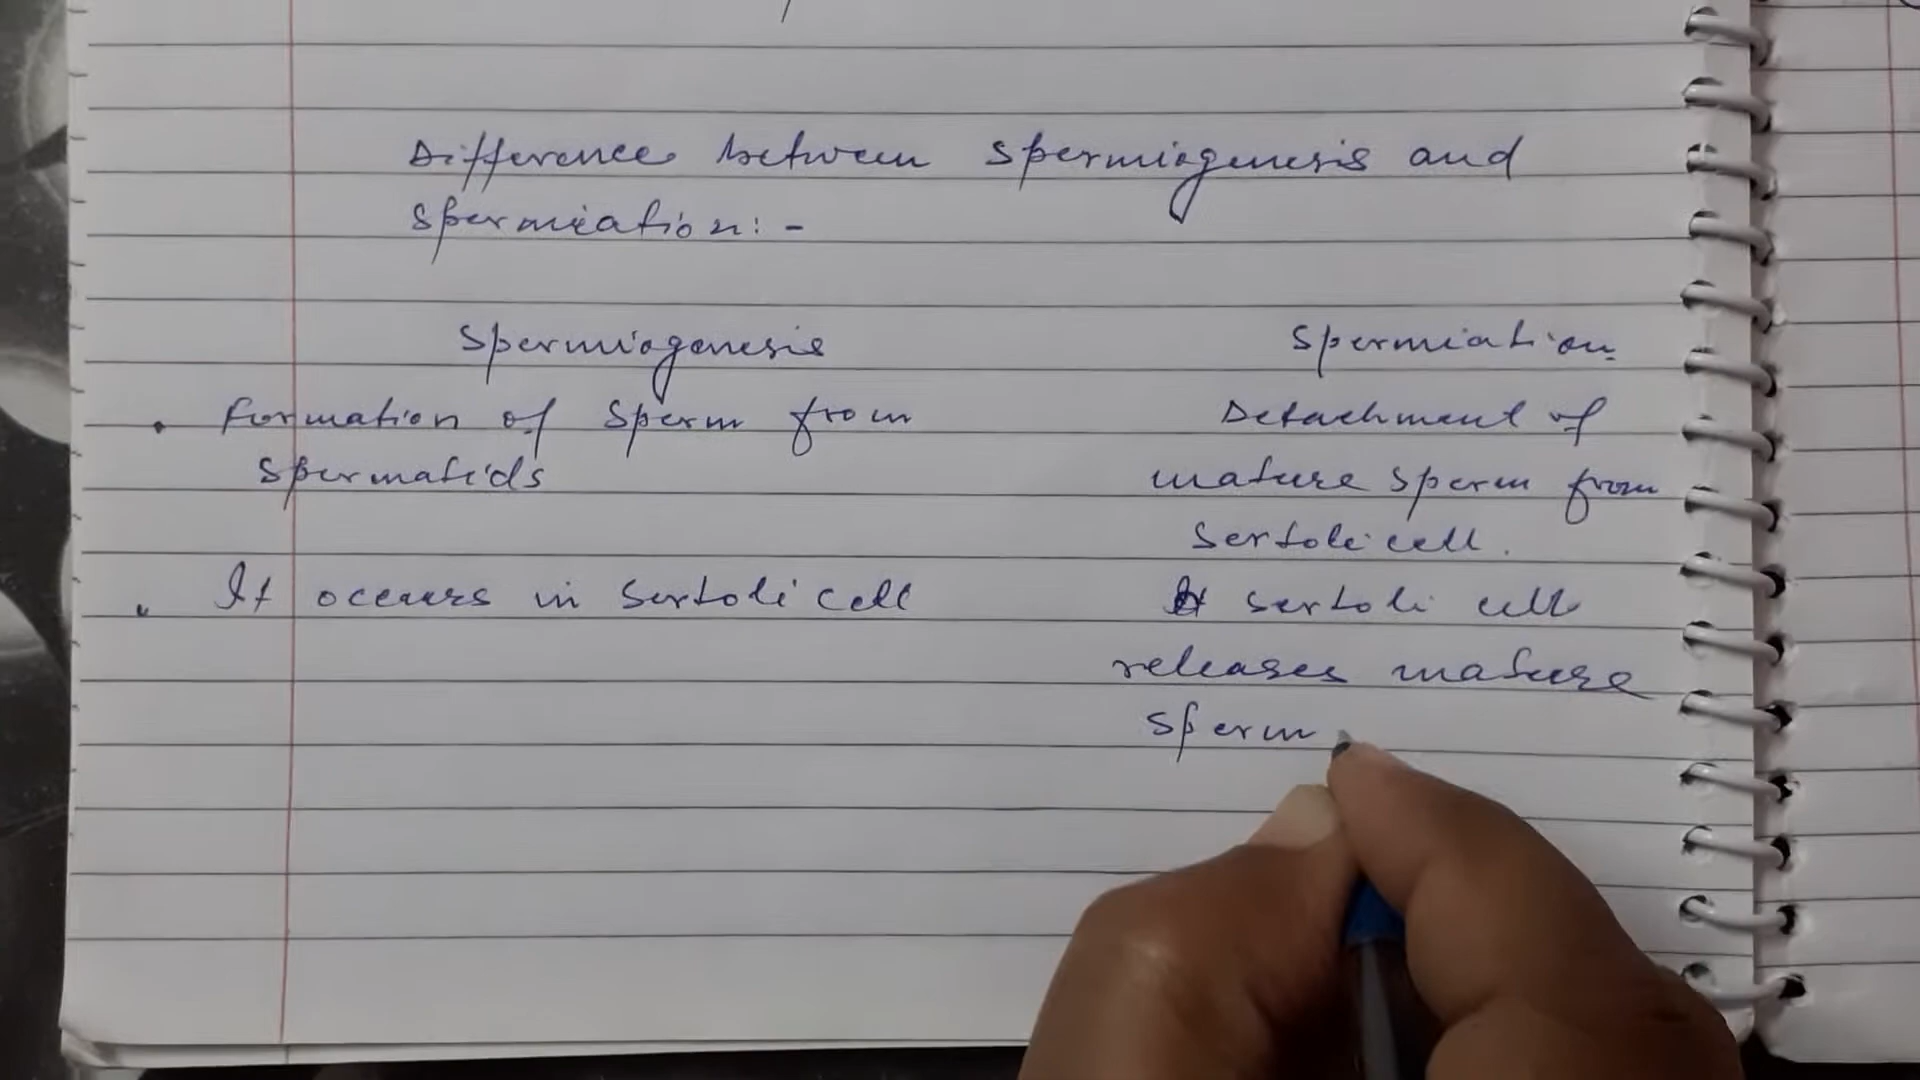 Difference between spermiogenesis and
spermiation:-
Spermiogenesis
Spermiation
• Formation of sperm from
spermatids
Detachment of
mature sperm from
sertoli cell.
• It occurs in Sertoli cell
sertoli cell
releases mature
sperm